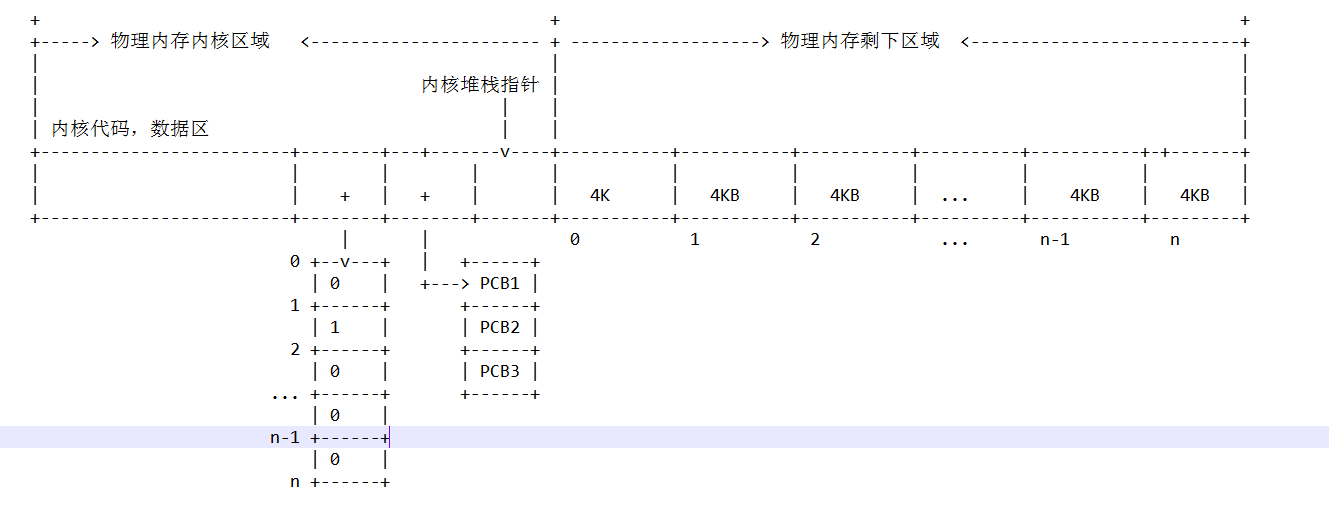 物理内存内核区域 物理内存剩下区域
内核堆栈指针
内核代码，数据区
4K 4KB 4KB ... 4KB 4KB
0 1 2 ... n-1 n
0
0 PCB1
1
1 PCB2
2
0 PCB3
...
0
n-1
0
n